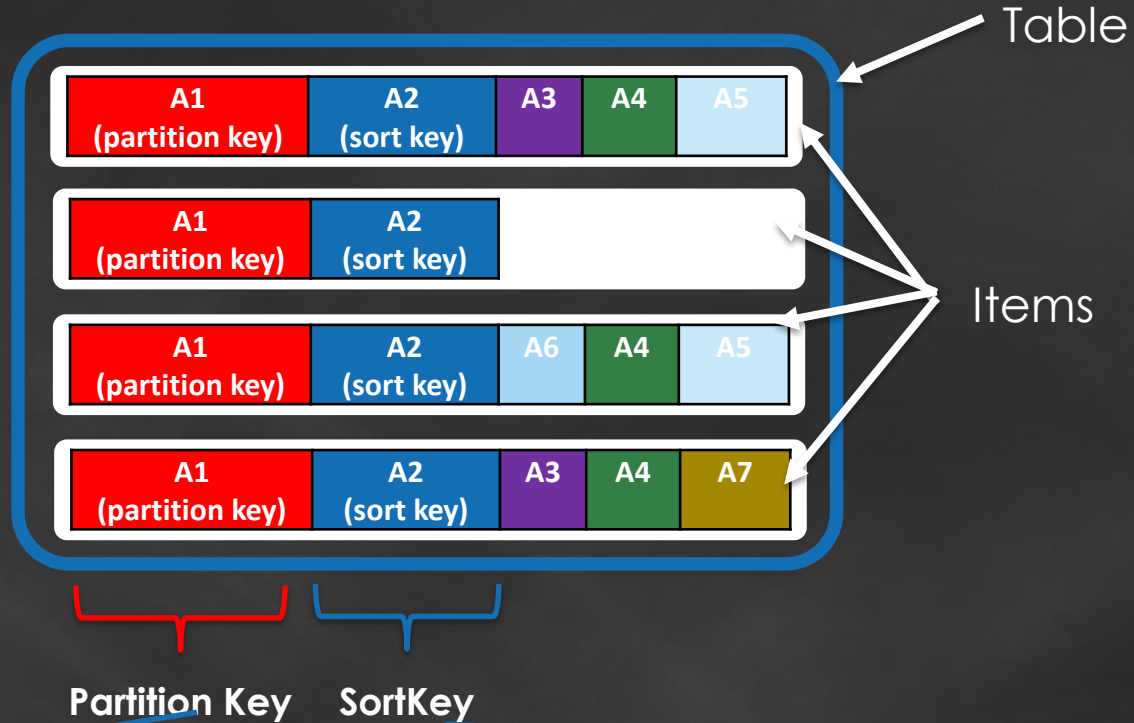 Table
A1 A2 A3 A4 A5
(partition key) (sort key)
A1 A2
(partition key) (sort key)
Items
A1 A2 A6 A4 A5
(partition key) (sort key)
A1 A2 A3 A4 A7
(partition key) (sort key)
Partition Key SortKey